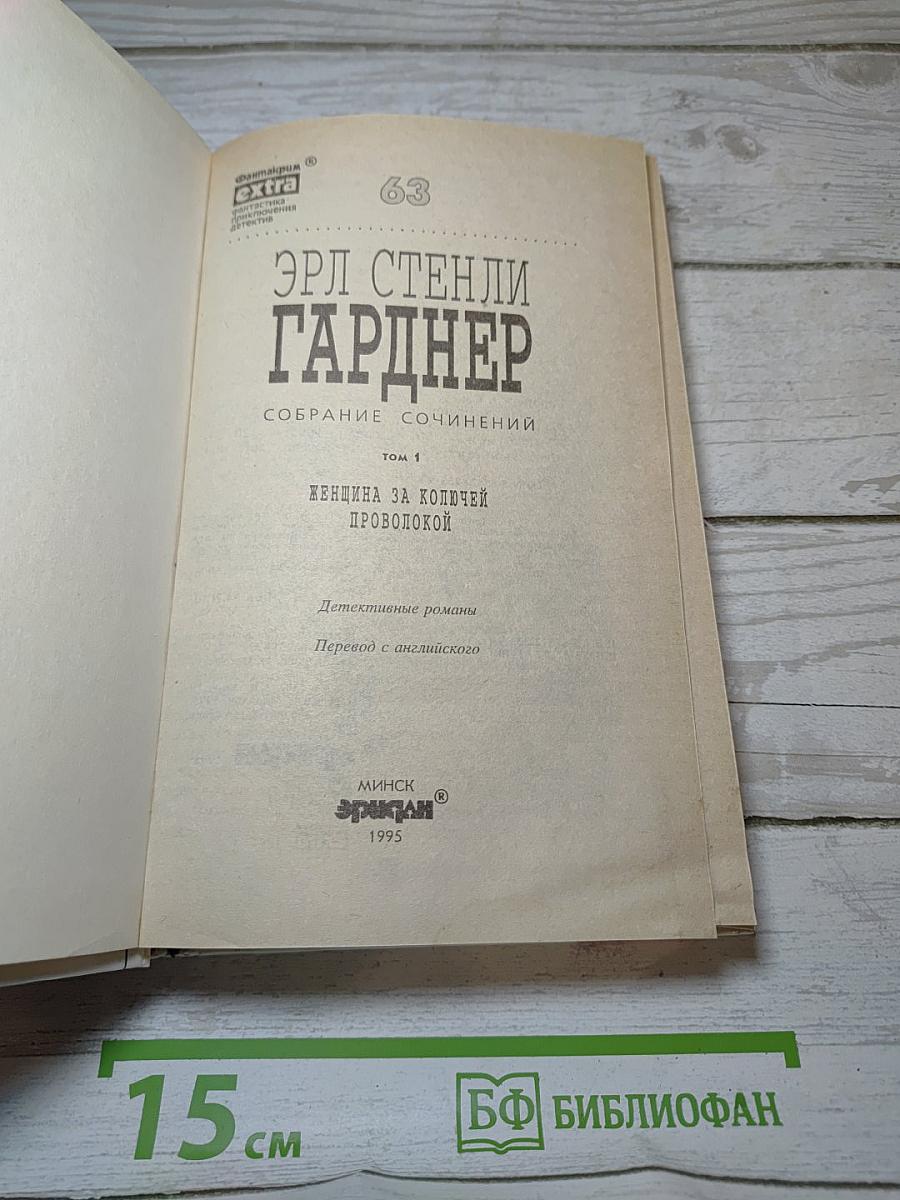 Фантакрим ®
extra
фантастика
приключения
детектив
63
ЭРЛ СТЕНЛИ
ГАРДНЕР
СОБРАНИЕ СОЧИНЕНИЙ
ТОМ 1
ЖЕНЩИНА ЗА КОЛЮЧЕЙ
ПРОВОЛОКОЙ
Детективные романы
Перевод с английского
МИНСК
эридан®
1995
15 см
БФ БИБЛИОФАН